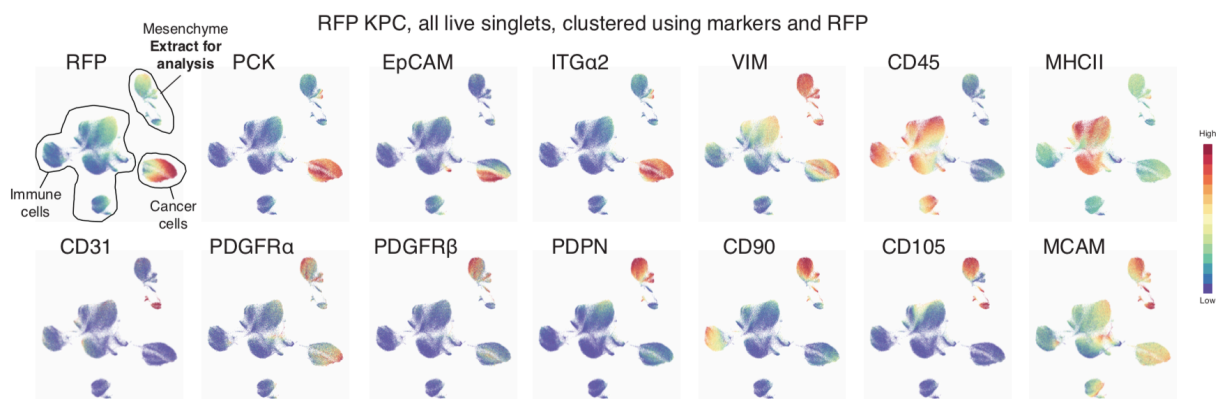 RFP KPC, all live singlets, clustered using markers and RFP
Mesenchyme
Extract for
analysis
RFP
PCK
EpCAM
ITGα2
VIM
CD45
MHCII
Immune
cells
Cancer
cells
High
Low
CD31
PDGFRα
PDGFRβ
PDPN
CD90
CD105
MCAM